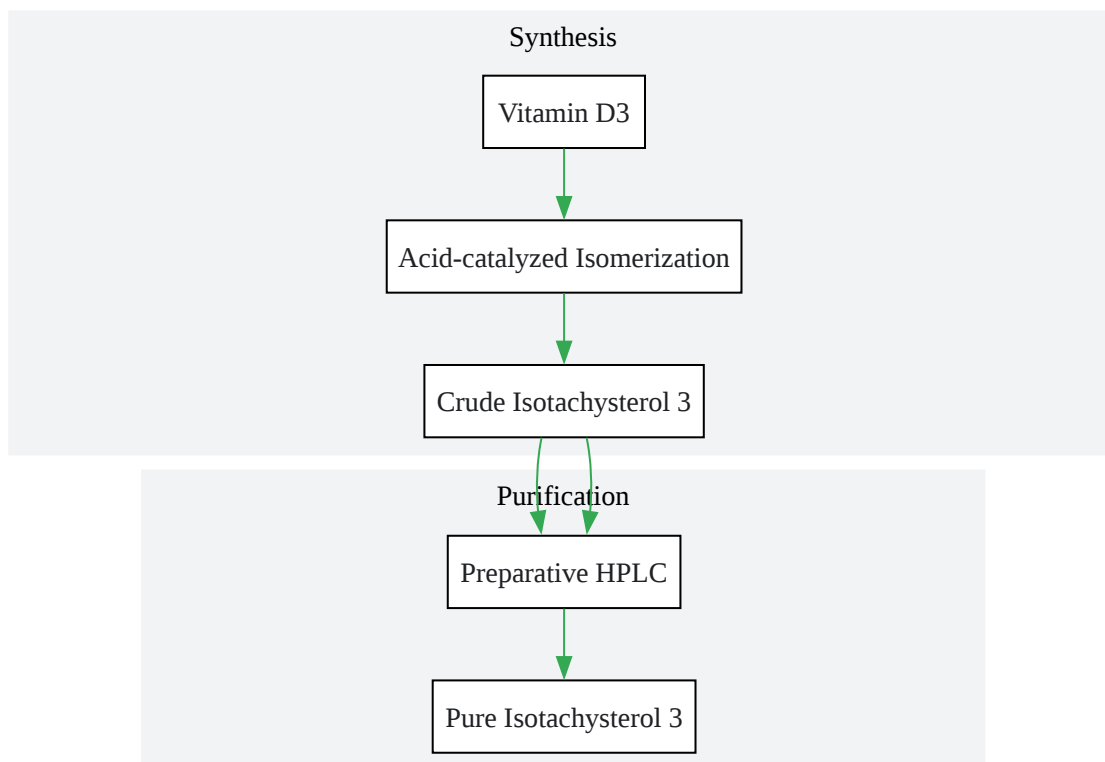 Synthesis
Vitamin D3
Acid-catalyzed Isomerization
Crude Isotachysterol 3
Purification
Preparative HPLC
Pure Isotachysterol 3